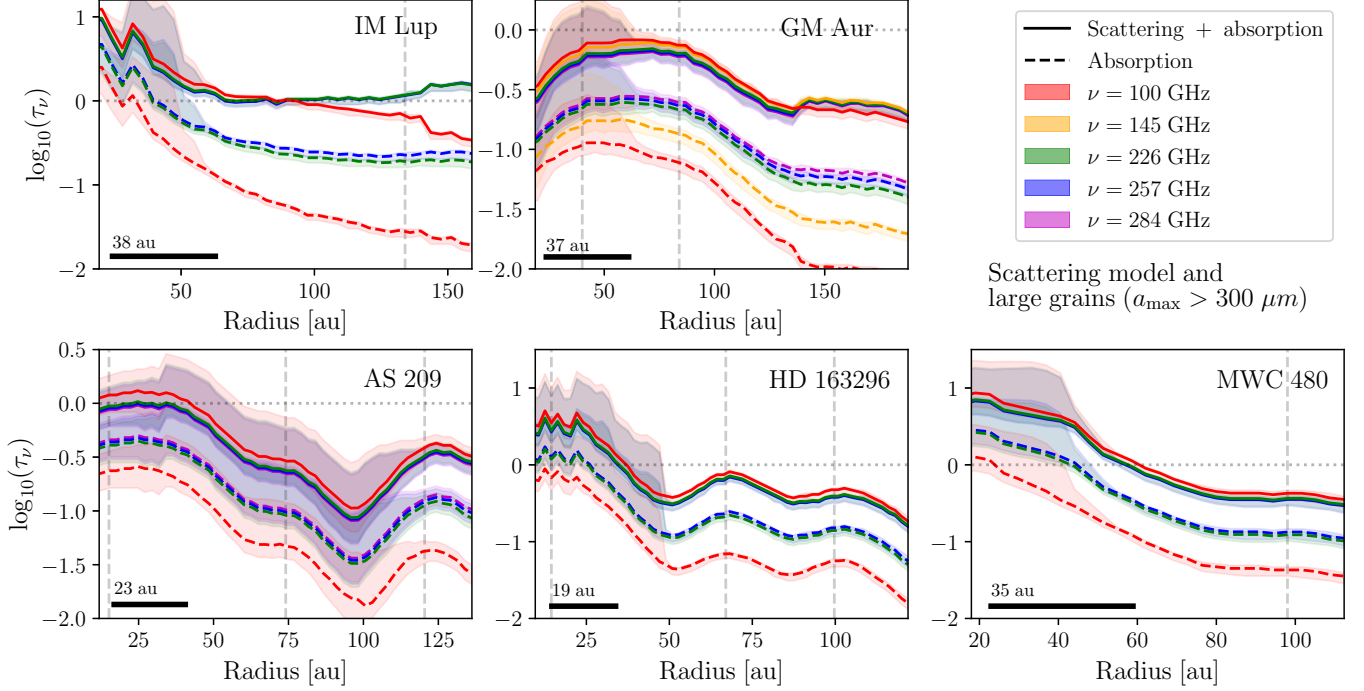 IM Lup
log₁₀(τ_ν)
1
0
−1
−2
38 au
50
100
150
Radius [au]
GM Aur
0.0
−0.5
−1.0
−1.5
−2.0
37 au
50
100
150
Radius [au]
Scattering + absorption
Absorption
ν = 100 GHz
ν = 145 GHz
ν = 226 GHz
ν = 257 GHz
ν = 284 GHz
Scattering model and
large grains (a_max > 300 μm)
AS 209
log₁₀(τ_ν)
0.5
0.0
−0.5
−1.0
−1.5
−2.0
23 au
25
50
75
100
125
Radius [au]
HD 163296
1
0
−1
−2
19 au
50
100
Radius [au]
MWC 480
1
0
−1
−2
35 au
20
40
60
80
100
Radius [au]